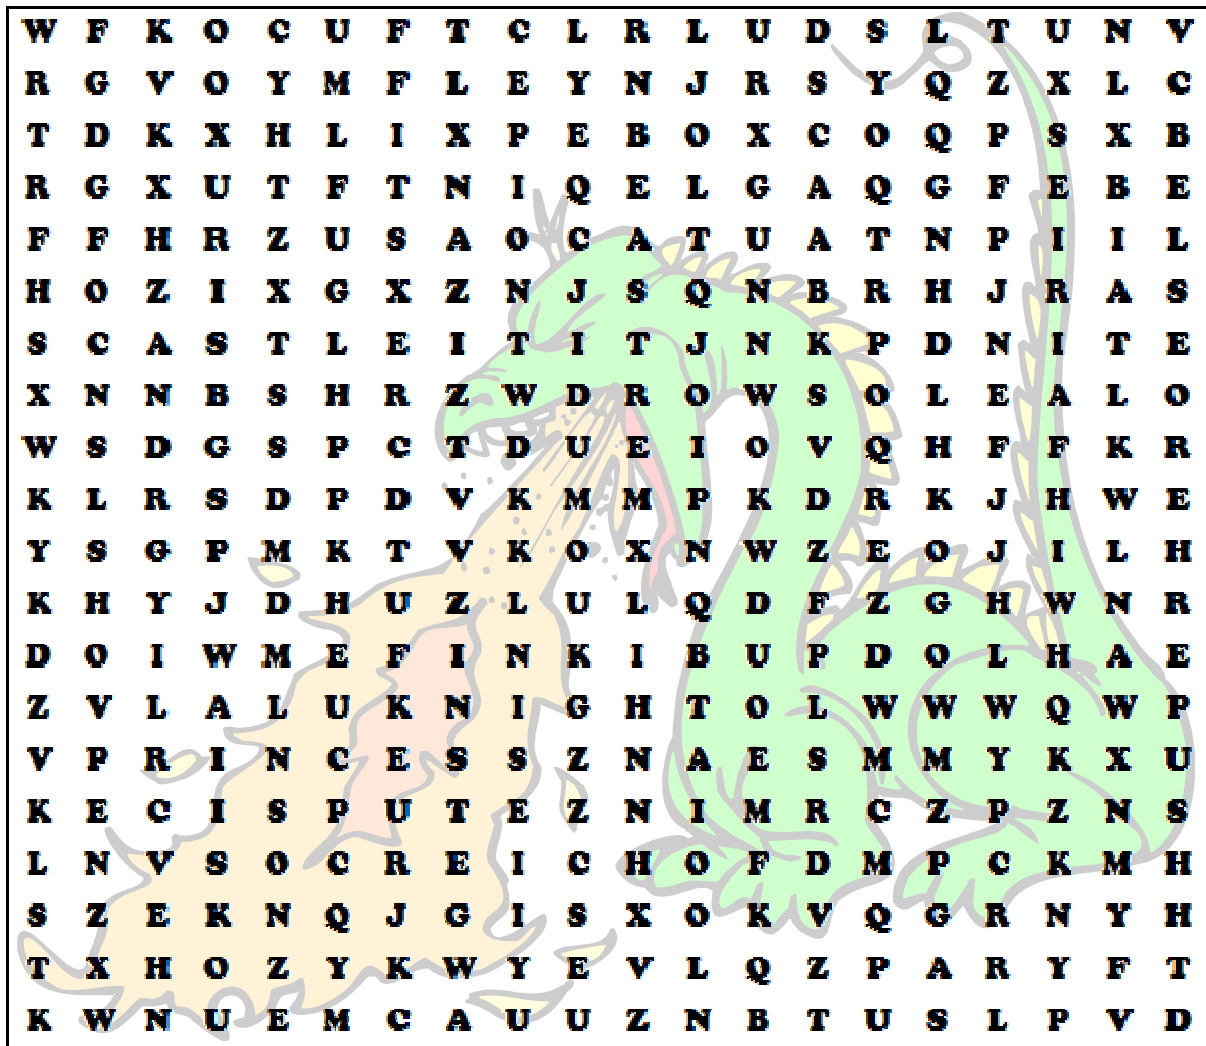 W F K O C U F T C L R L U D S L T U N V
R G V O Y M F L E Y N J R S Y Q Z X L C
T D K X H L I X P E B O X C O Q P S X B
R G X U T F T N I Q E L G A Q G F E B E
F F H R Z U S A O C A T U A T N P I I L
H O Z I X G X Z N J S Q N B R H J R A S
S C A S T L E I T I T J N K P D N I T E
X N N B S H R Z W D R O W S O L E A L O
W S D G S P C T D U E I O V Q H F F K R
K L R S D P D V K M M P K D R K J H W E
Y S G P M K T V K O X N W Z E O J I L H
K H Y J D H U Z L U L Q D F Z G H W N R
D O I W M E F I N K I B U P D O L H A E
Z V L A L U K N I G H T O L W W W Q W P
V P R I N C E S S Z N A E S M M Y K X U
K E C I S P U T E Z N I M R C Z P Z N S
L N V S O C R E I C H O F D M P C K M H
S Z E K N Q J G I S X O K V Q G R N Y H
T X H O Z Y K W Y E V L Q Z P A R Y F T
K W N U E M C A U U Z N B T U S L P V D